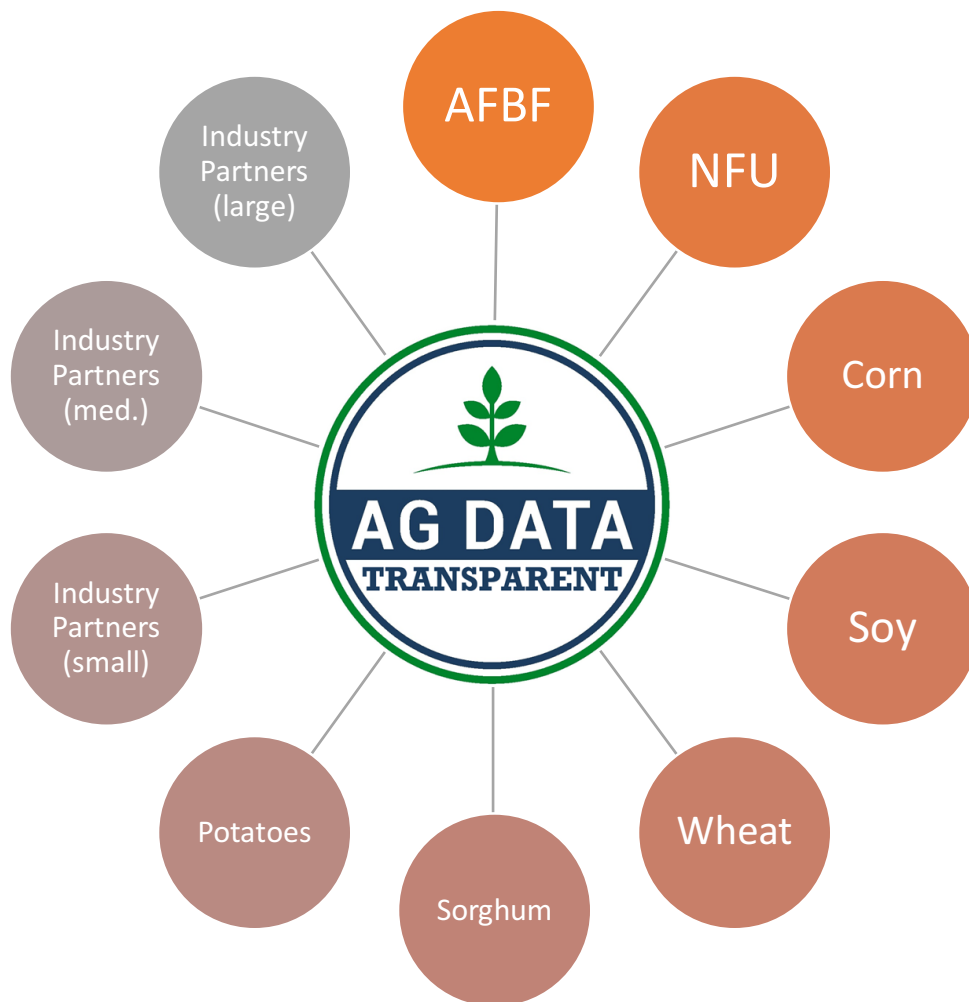 AFBF
NFU
Industry
Partners
(large)
Industry
Partners
(med.)
Corn
AG DATA
TRANSPARENT
Industry
Partners
(small)
Soy
Potatoes
Wheat
Sorghum